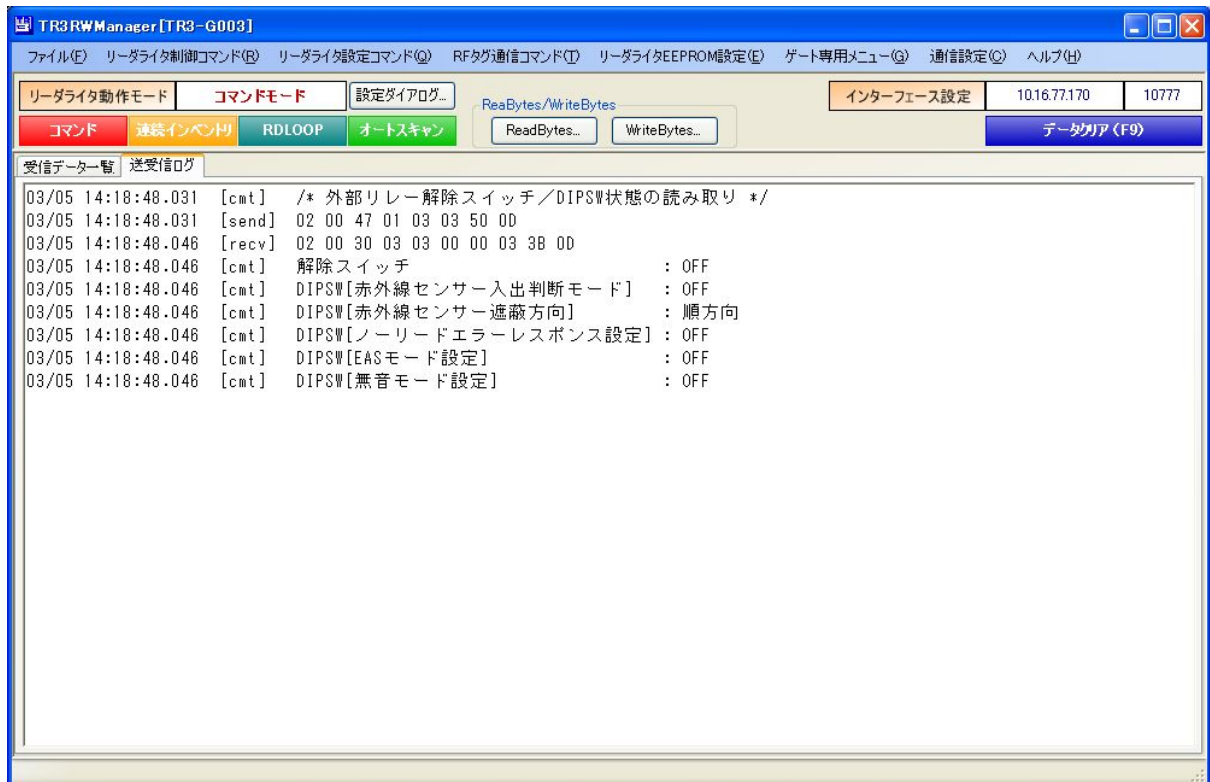 TR3RWManager[TR3-G003]
ファイル(F) リーダライタ制御コマンド(R) リーダライタ設定コマンド(Q) RFタグ通信コマンド(T) リーダライタEEPROM設定(E) ゲート専用メニュー(G) 通信設定(C) ヘルプ(H)
リーダライタ動作モード コマンドモード 設定ダイアログ... ReaBytes/WriteBytes インターフェース設定 10.16.77.170 10777
コマンド 連続インベントリ RDLOOP オートスキャン ReadBytes... WriteBytes... データクリア(F9)
受信データ一覧 送受信ログ
03/05 14:18:48.031 [cmt] /* 外部リレー解除スイッチ/DIPSW状態の読み取り */
03/05 14:18:48.031 [send] 02 00 47 01 03 03 50 0D
03/05 14:18:48.046 [recv] 02 00 30 03 03 00 00 03 3B 0D
03/05 14:18:48.046 [cmt] 解除スイッチ : OFF
03/05 14:18:48.046 [cmt] DIPSW[赤外線センサー入出判断モード] : OFF
03/05 14:18:48.046 [cmt] DIPSW[赤外線センサー遮蔽方向] : 順方向
03/05 14:18:48.046 [cmt] DIPSW[ノーリードエラーレスポンス設定] : OFF
03/05 14:18:48.046 [cmt] DIPSW[EASモード設定] : OFF
03/05 14:18:48.046 [cmt] DIPSW[無音モード設定] : OFF